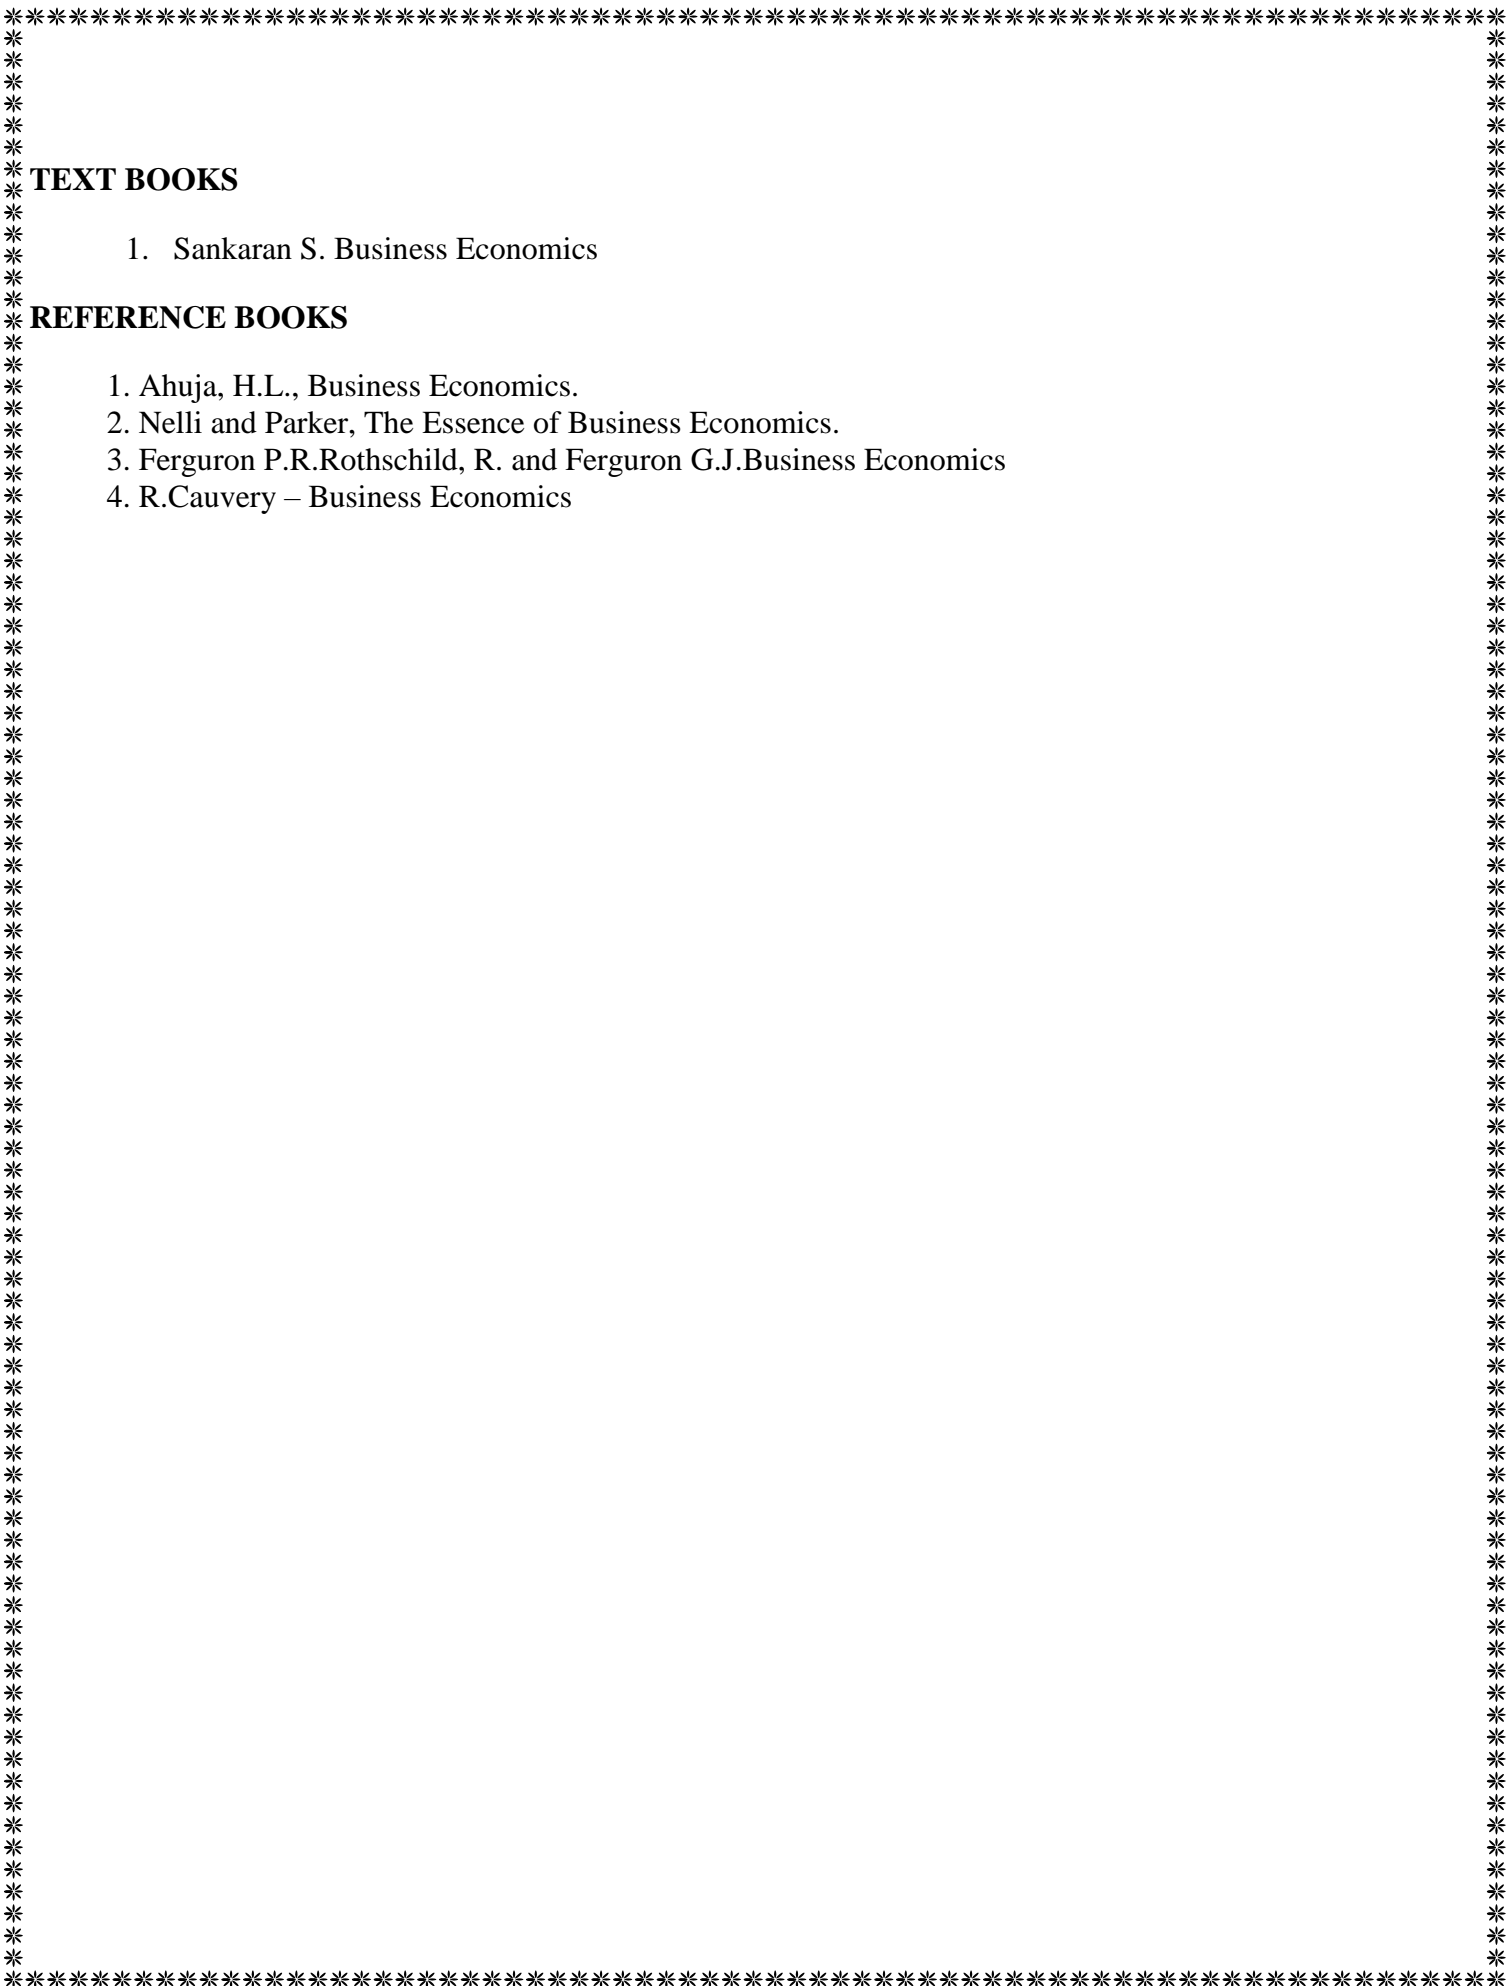 TEXT BOOKS
1. Sankaran S. Business Economics
REFERENCE BOOKS
1. Ahuja, H.L., Business Economics.
2. Nelli and Parker, The Essence of Business Economics.
3. Ferguron P.R.Rothschild, R. and Ferguron G.J.Business Economics
4. R.Cauvery – Business Economics